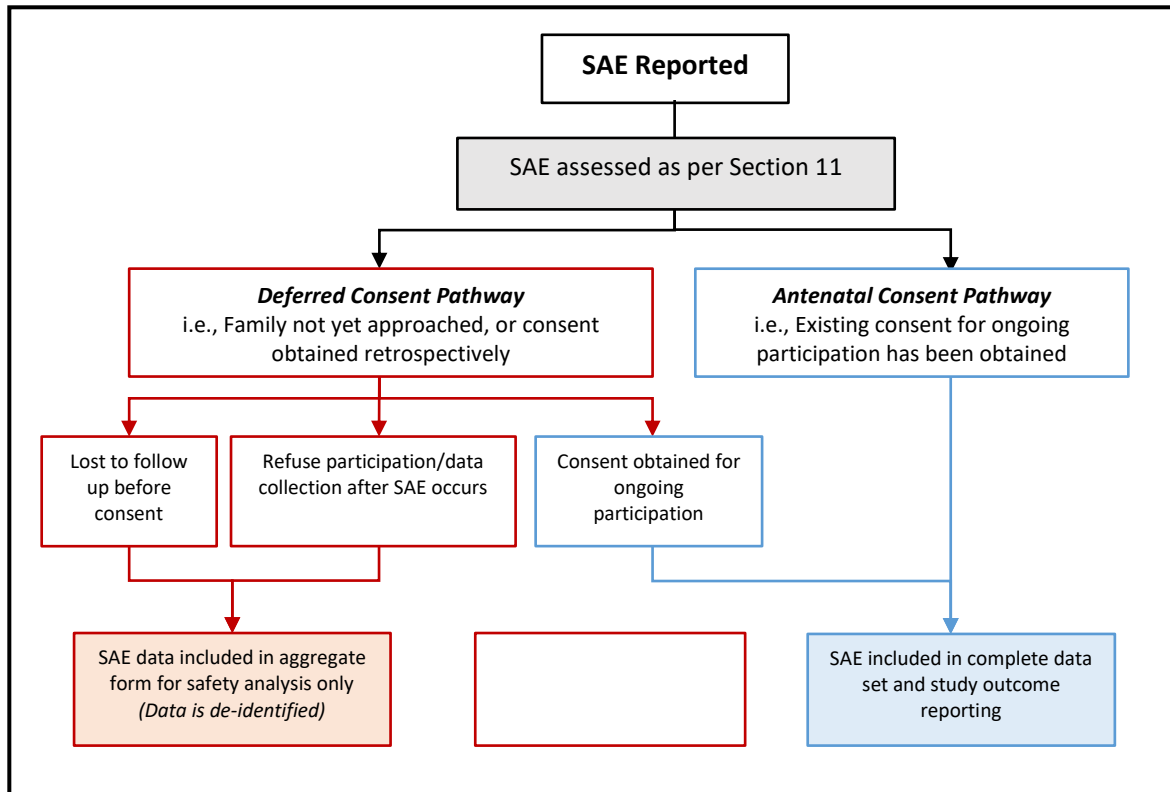 SAE Reported
SAE assessed as per Section 11
Deferred Consent Pathway
i.e., Family not yet approached, or consent
obtained retrospectively
Antenatal Consent Pathway
i.e., Existing consent for ongoing
participation has been obtained
Lost to follow
up before
consent
Refuse participation/data
collection after SAE occurs
Consent obtained for
ongoing
participation
SAE data included in aggregate
form for safety analysis only
(Data is de-identified)
SAE included in complete data
set and study outcome
reporting